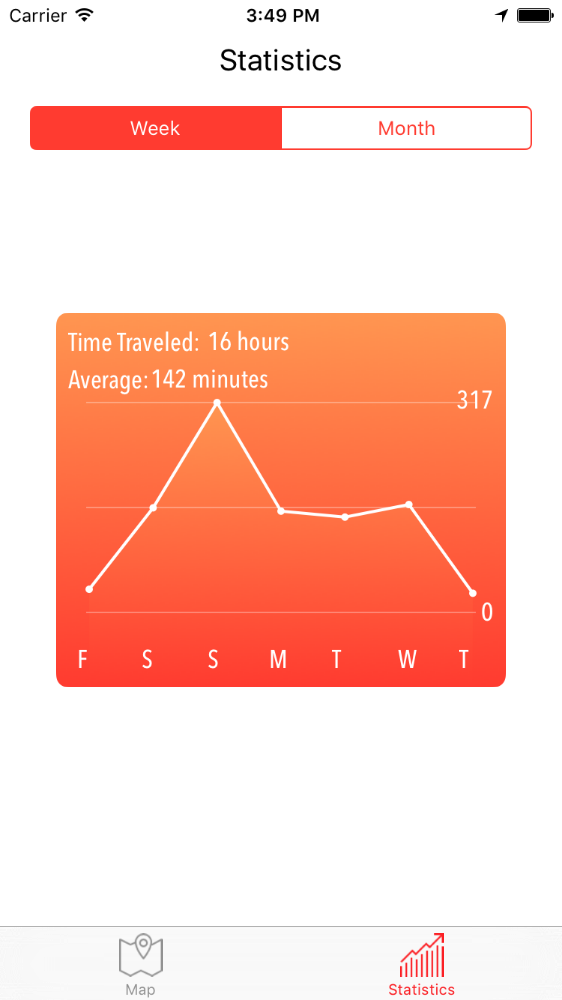 Carrier 3:49 PM
Statistics
Week Month
Time Traveled: 16 hours
Average: 142 minutes
317
0
F S S M T W T
Map Statistics